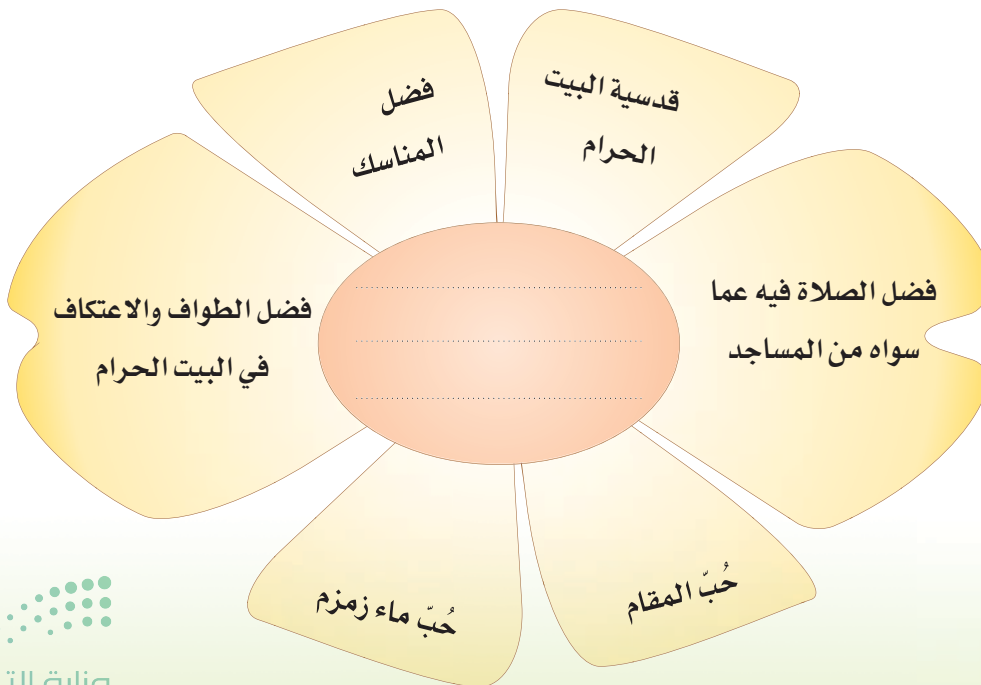 قدسية البيت
الحرام
فضل
المناسك
فضل الصلاة فيه عما
سواه من المساجد
فضل الطواف والاعتكاف
في البيت الحرام
حُبّ المقام
حُبّ ماء زمزم
وزارة